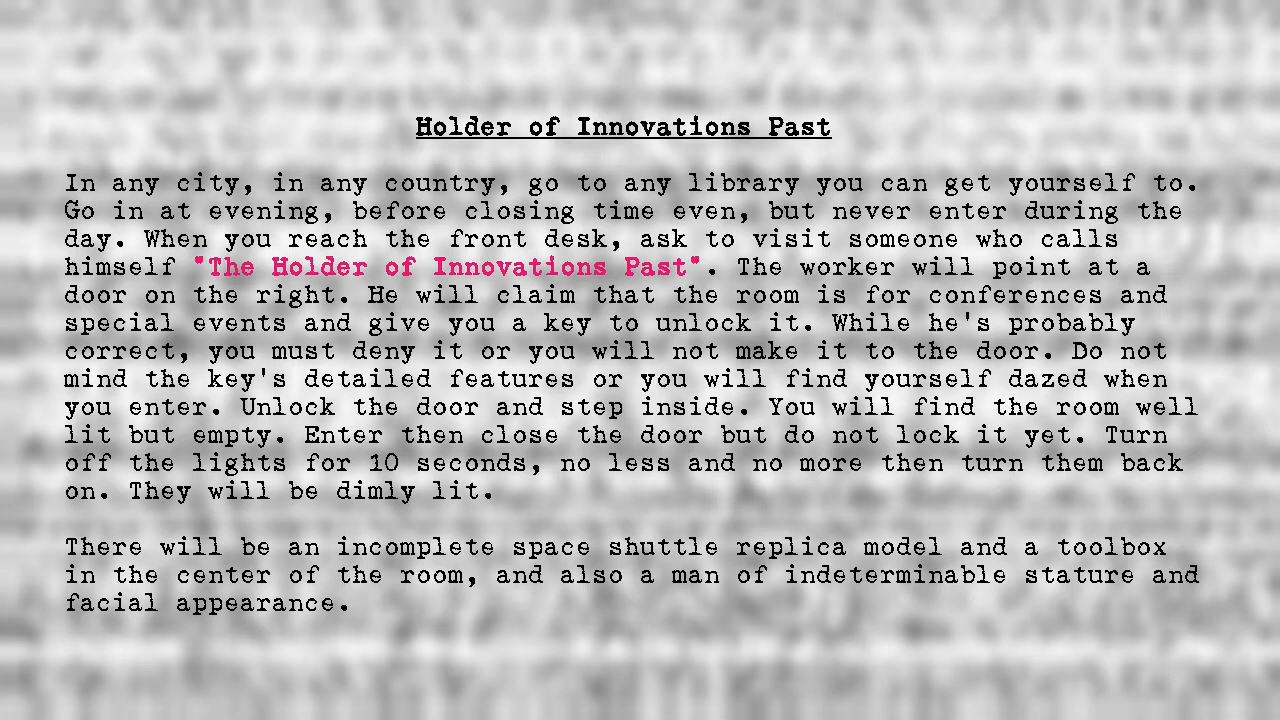 Holder of Innovations Past
In any city, in any country, go to any library you can get yourself to.
Go in at evening, before closing time even, but never enter during the
day. When you reach the front desk, ask to visit someone who calls
himself "The Holder of Innovations Past". The worker will point at a
door on the right. He will claim that the room is for conferences and
special events and give you a key to unlock it. While he's probably
correct, you must deny it or you will not make it to the door. Do not
mind the key's detailed features or you will find yourself dazed when
you enter. Unlock the door and step inside. You will find the room well
lit but empty. Enter then close the door but do not lock it yet. Turn
off the lights for 10 seconds, no less and no more then turn them back
on. They will be dimly lit.
There will be an incomplete space shuttle replica model and a toolbox
in the center of the room, and also a man of indeterminable stature and
facial appearance.